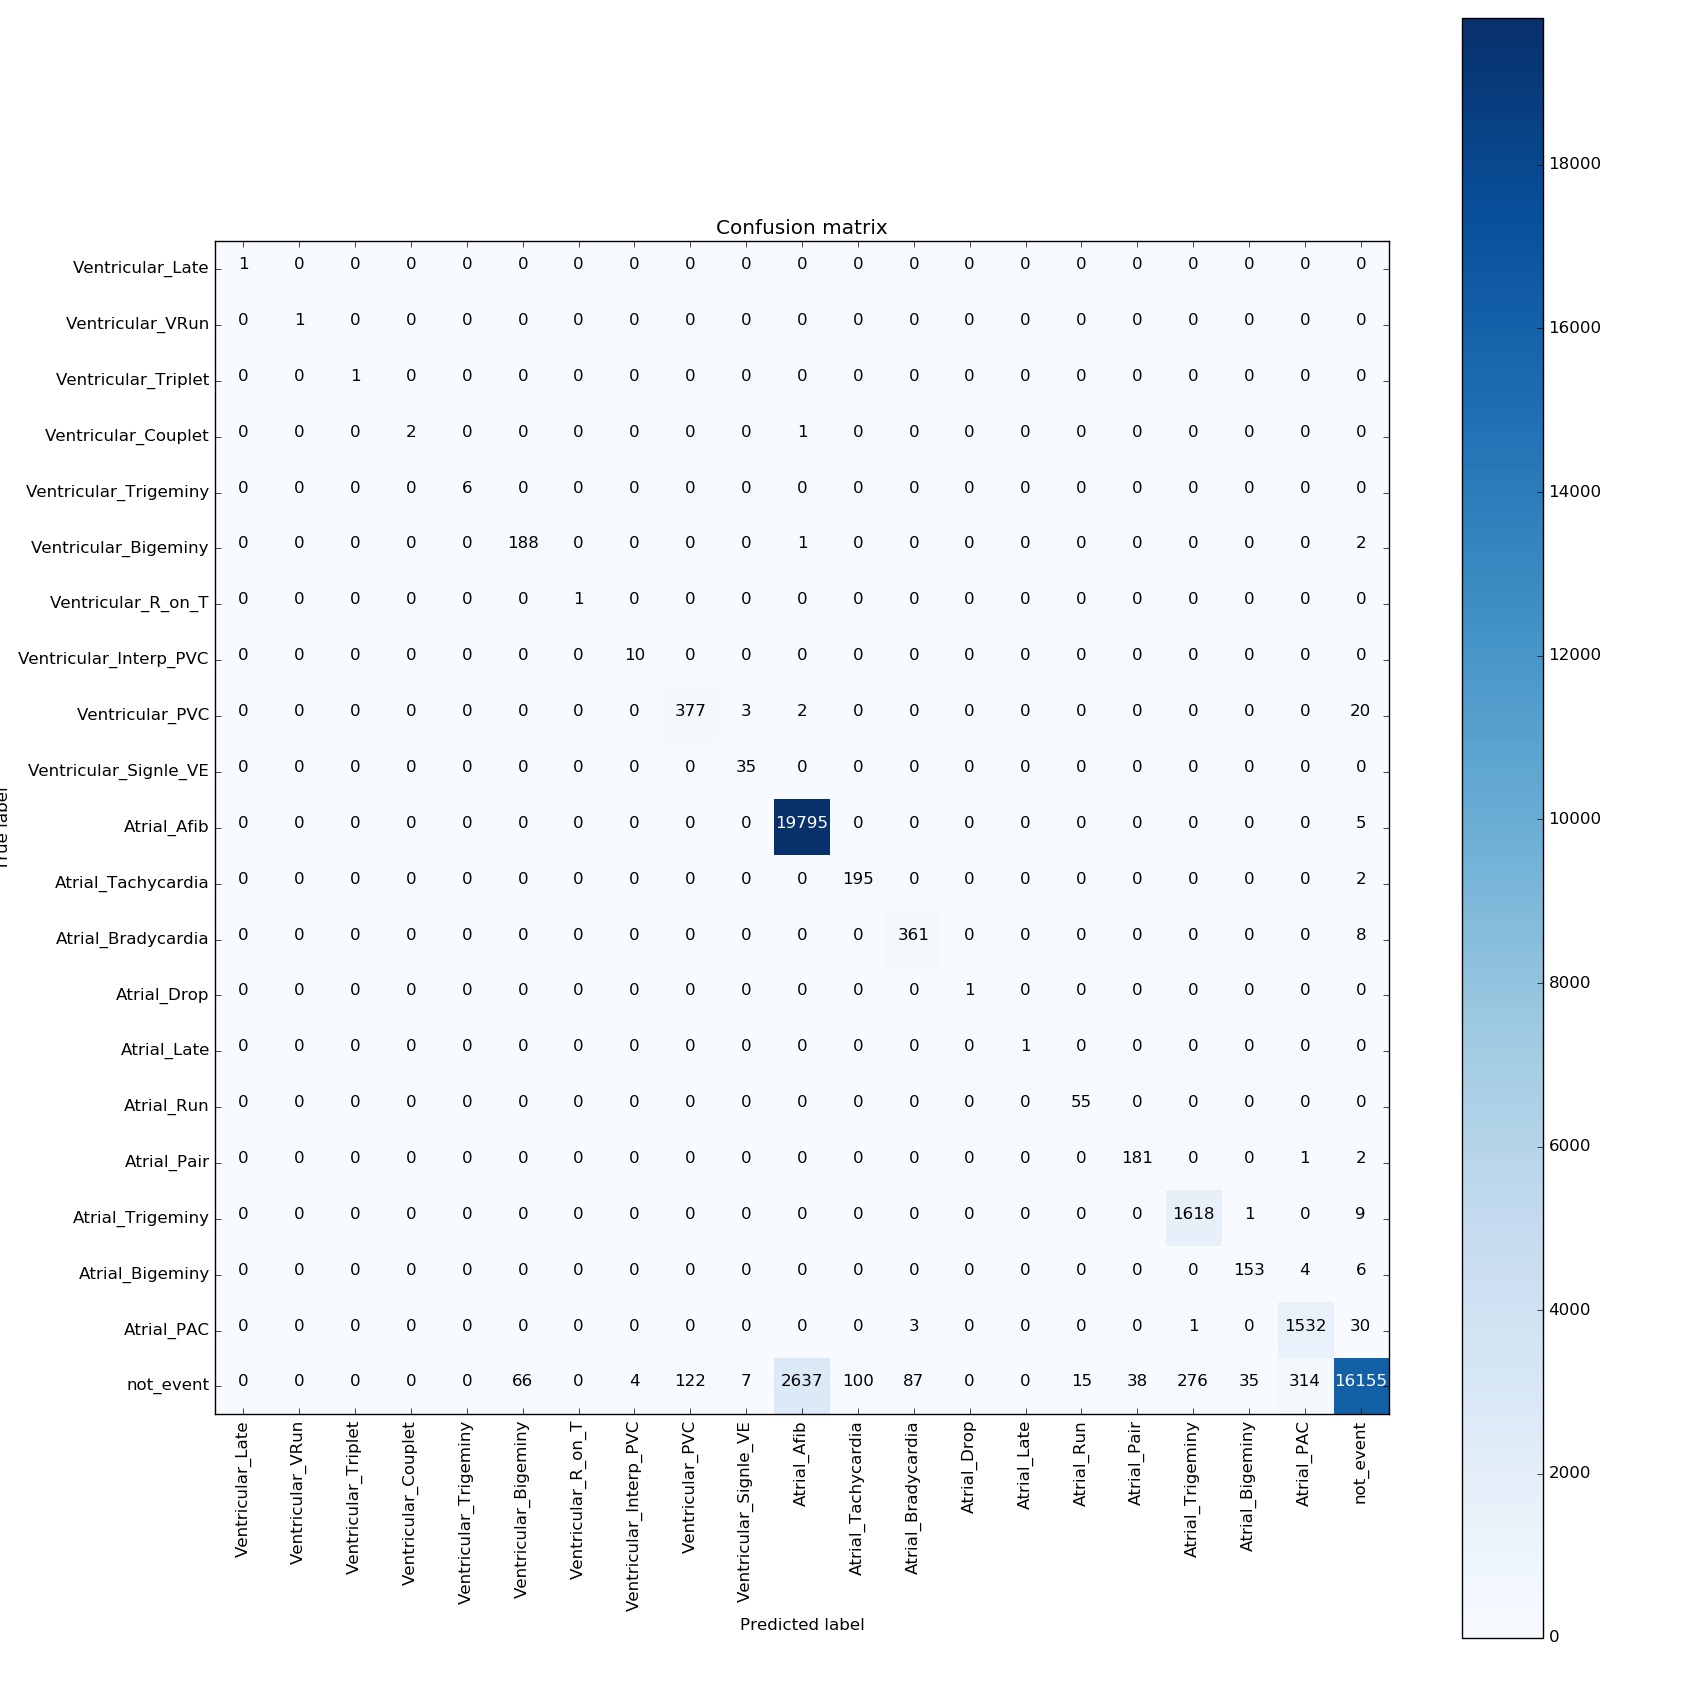 Confusion matrix
Ventricular_Late 1 0 0 0 0 0 0 0 0 0 0 0 0 0 0 0 0 0 0 0 0
Ventricular_VRun 0 1 0 0 0 0 0 0 0 0 0 0 0 0 0 0 0 0 0 0 0
Ventricular_Triplet 0 0 1 0 0 0 0 0 0 0 0 0 0 0 0 0 0 0 0 0 0
Ventricular_Couplet 0 0 0 2 0 0 0 0 0 0 1 0 0 0 0 0 0 0 0 0 0
Ventricular_Trigeminy 0 0 0 0 6 0 0 0 0 0 0 0 0 0 0 0 0 0 0 0 0
Ventricular_Bigeminy 0 0 0 0 0 188 0 0 0 0 1 0 0 0 0 0 0 0 0 0 2
Ventricular_R_on_T 0 0 0 0 0 0 1 0 0 0 0 0 0 0 0 0 0 0 0 0 0
Ventricular_Interp_PVC 0 0 0 0 0 0 0 10 0 0 0 0 0 0 0 0 0 0 0 0 0
Ventricular_PVC 0 0 0 0 0 0 0 0 377 3 2 0 0 0 0 0 0 0 0 0 20
Ventricular_Signle_VE 0 0 0 0 0 0 0 0 0 35 0 0 0 0 0 0 0 0 0 0 0
Atrial_Afib 0 0 0 0 0 0 0 0 0 0 19795 0 0 0 0 0 0 0 0 0 5
Atrial_Tachycardia 0 0 0 0 0 0 0 0 0 0 0 195 0 0 0 0 0 0 0 0 2
Atrial_Bradycardia 0 0 0 0 0 0 0 0 0 0 0 0 361 0 0 0 0 0 0 0 8
Atrial_Drop 0 0 0 0 0 0 0 0 0 0 0 0 0 1 0 0 0 0 0 0 0
Atrial_Late 0 0 0 0 0 0 0 0 0 0 0 0 0 0 1 0 0 0 0 0 0
Atrial_Run 0 0 0 0 0 0 0 0 0 0 0 0 0 0 0 55 0 0 0 0 0
Atrial_Pair 0 0 0 0 0 0 0 0 0 0 0 0 0 0 0 0 181 0 0 1 2
Atrial_Trigeminy 0 0 0 0 0 0 0 0 0 0 0 0 0 0 0 0 0 1618 1 0 9
Atrial_Bigeminy 0 0 0 0 0 0 0 0 0 0 0 0 0 0 0 0 0 0 153 4 6
Atrial_PAC 0 0 0 0 0 0 0 0 0 0 0 0 3 0 0 0 0 1 0 1532 30
not_event 0 0 0 0 0 66 0 4 122 7 2637 100 87 0 0 15 38 276 35 314 16155
True label
Ventricular_Late
Ventricular_VRun
Ventricular_Triplet
Ventricular_Couplet
Ventricular_Trigeminy
Ventricular_Bigeminy
Ventricular_R_on_T
Ventricular_Interp_PVC
Ventricular_PVC
Ventricular_Signle_VE
Atrial_Afib
Atrial_Tachycardia
Atrial_Bradycardia
Atrial_Drop
Atrial_Late
Atrial_Run
Atrial_Pair
Atrial_Trigeminy
Atrial_Bigeminy
Atrial_PAC
not_event
Predicted label
18000
16000
14000
12000
10000
8000
6000
4000
2000
0